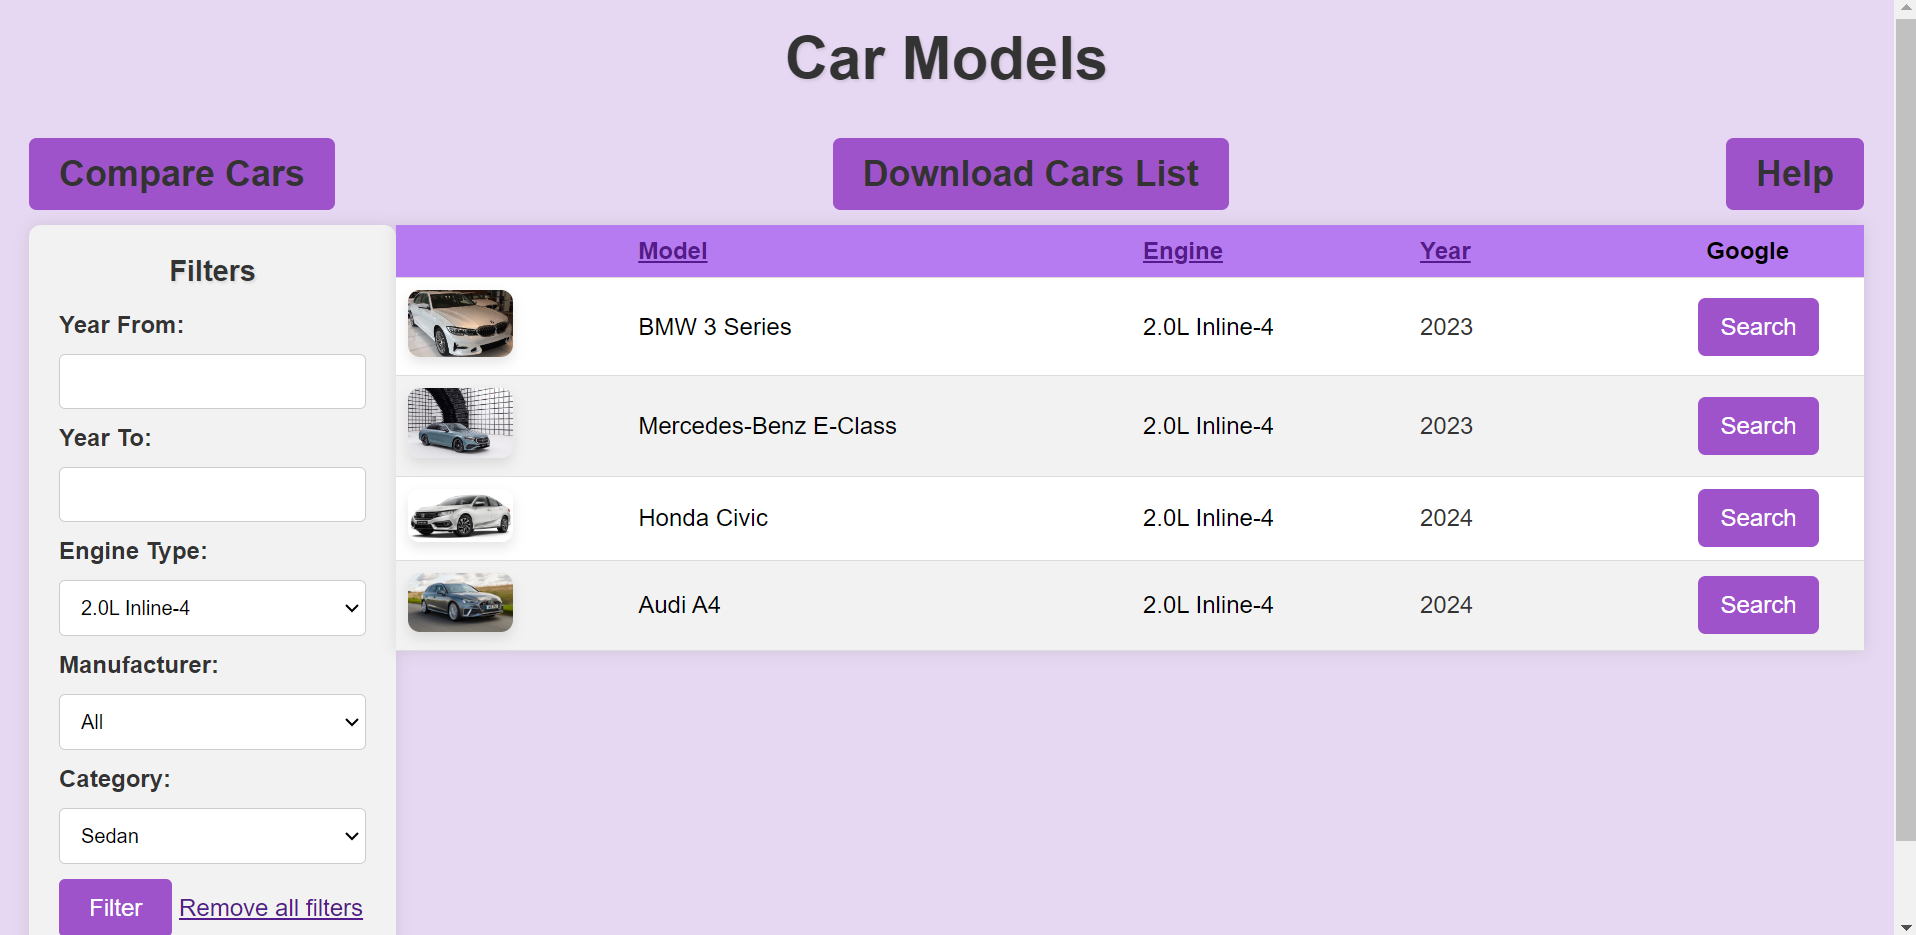 Car Models
Compare Cars
Download Cars List
Help
Filters
Year From:
Year To:
Engine Type:
2.0L Inline-4
Manufacturer:
All
Category:
Sedan
Filter Remove all filters
Model Engine Year Google
BMW 3 Series 2.0L Inline-4 2023 Search
Mercedes-Benz E-Class 2.0L Inline-4 2023 Search
Honda Civic 2.0L Inline-4 2024 Search
Audi A4 2.0L Inline-4 2024 Search